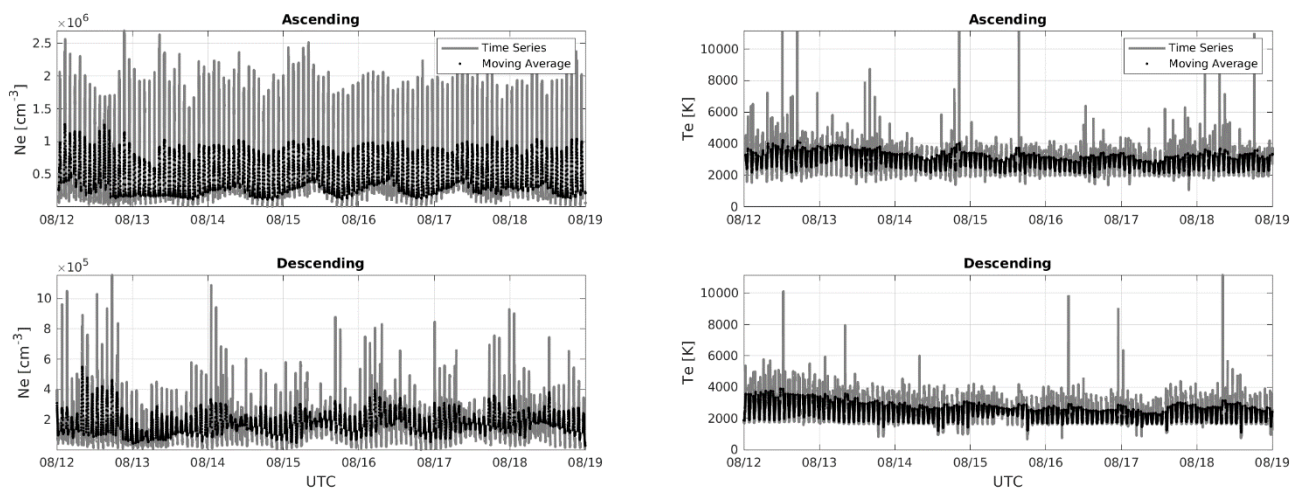 Ascending
×10⁶
2.5
2
1.5
1
0.5
Ne [cm⁻³]
Time Series
Moving Average
08/12 08/13 08/14 08/15 08/16 08/17 08/18 08/19
Ascending
10000
8000
6000
4000
2000
0
Te [K]
Time Series
Moving Average
08/12 08/13 08/14 08/15 08/16 08/17 08/18 08/19
Descending
×10⁵
10
8
6
4
2
Ne [cm⁻³]
08/12 08/13 08/14 08/15 08/16 08/17 08/18 08/19
UTC
Descending
10000
8000
6000
4000
2000
0
Te [K]
08/12 08/13 08/14 08/15 08/16 08/17 08/18 08/19
UTC